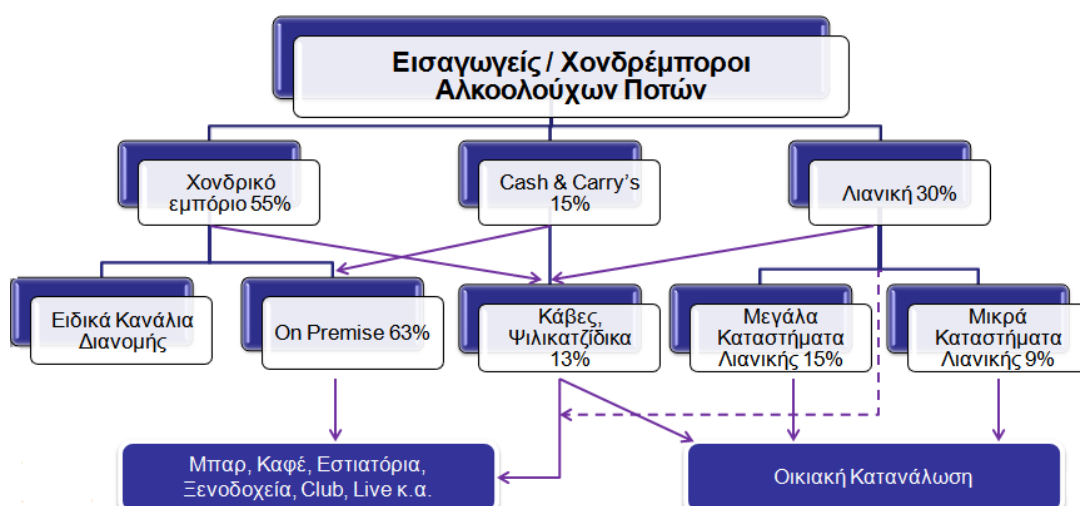 Εισαγωγείς / Χονδρέμποροι
Αλκοολούχων Ποτών
Χονδρικό
εμπόριο 55%
Cash & Carry’s
15%
Λιανική 30%
Ειδικά Κανάλια
Διανομής
On Premise 63%
Κάβες,
Ψιλικατζίδικα
13%
Μεγάλα
Καταστήματα
Λιανικής 15%
Μικρά
Καταστήματα
Λιανικής 9%
Μπαρ, Καφέ, Εστιατόρια,
Ξενοδοχεία, Club, Live κ.α.
Οικιακή Κατανάλωση